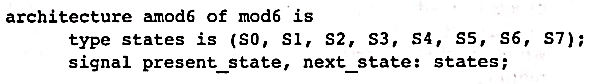 architecture amod6 of mod6 is
type states is (S0, S1, S2, S3, S4, S5, S6, S7);
signal present_state, next_state: states;